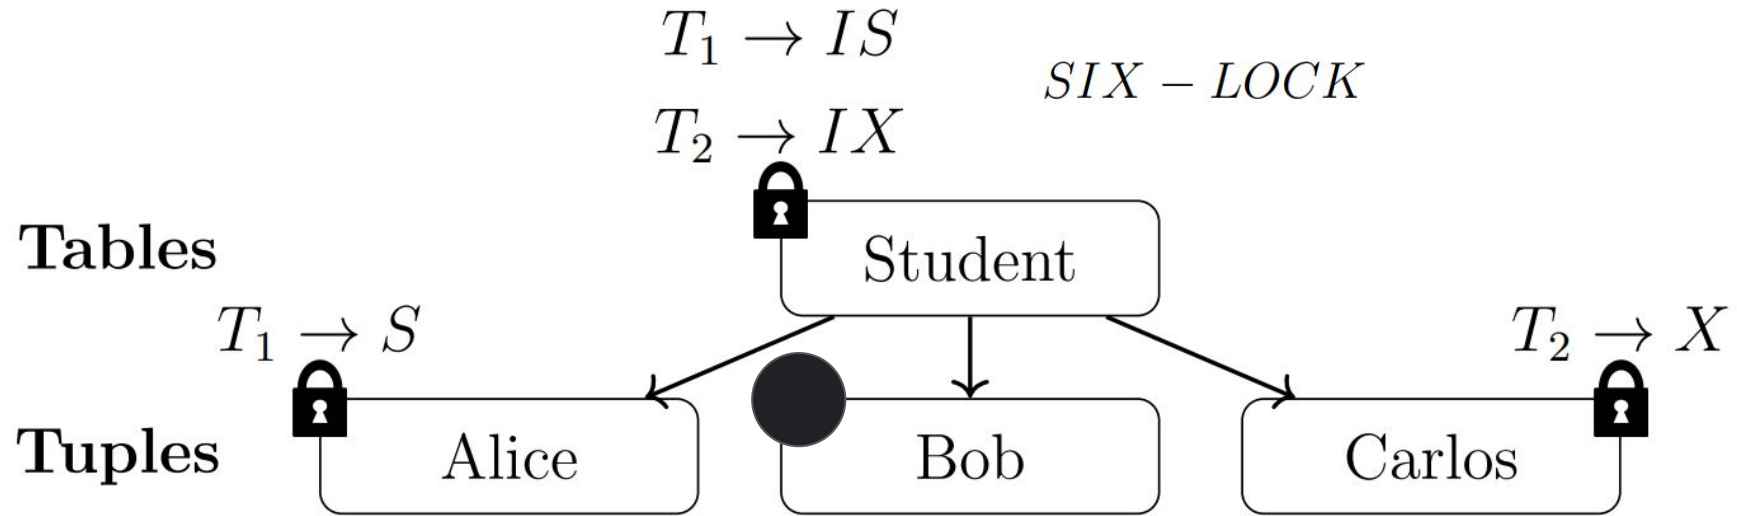 T₁ → IS
SIX – LOCK
T₂ → IX
Tables
Student
T₁ → S
T₂ → X
Tuples
Alice
Bob
Carlos